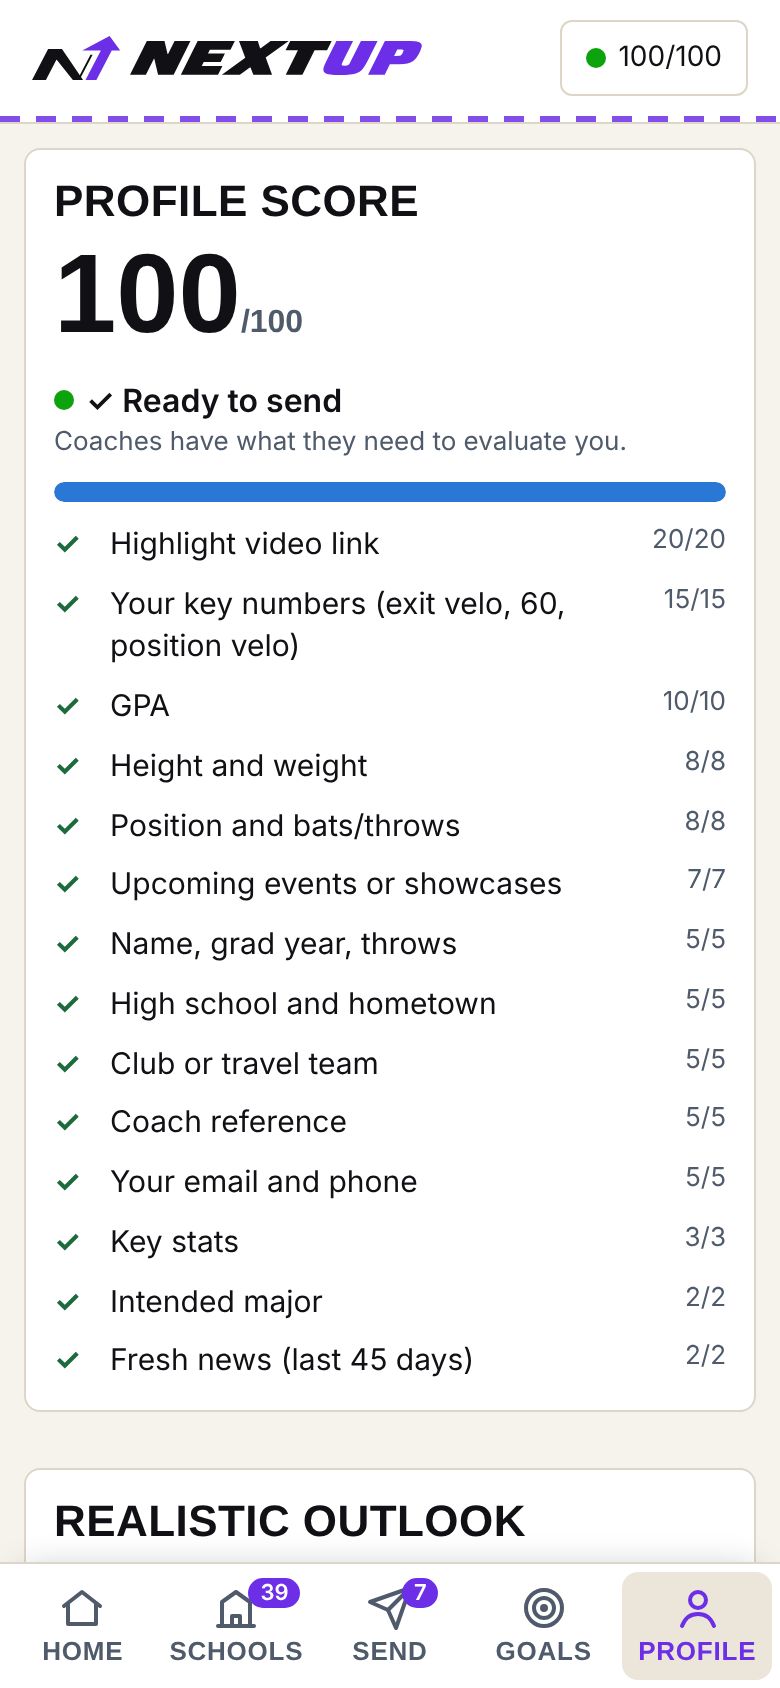 NEXTUP
100/100
PROFILE SCORE
100/100
✓ Ready to send
Coaches have what they need to evaluate you.
Highlight video link 20/20
Your key numbers (exit velo, 60, 15/15
position velo)
GPA 10/10
Height and weight 8/8
Position and bats/throws 8/8
Upcoming events or showcases 7/7
Name, grad year, throws 5/5
High school and hometown 5/5
Club or travel team 5/5
Coach reference 5/5
Your email and phone 5/5
Key stats 3/3
Intended major 2/2
Fresh news (last 45 days) 2/2
REALISTIC OUTLOOK
39 7
HOME SCHOOLS SEND GOALS PROFILE